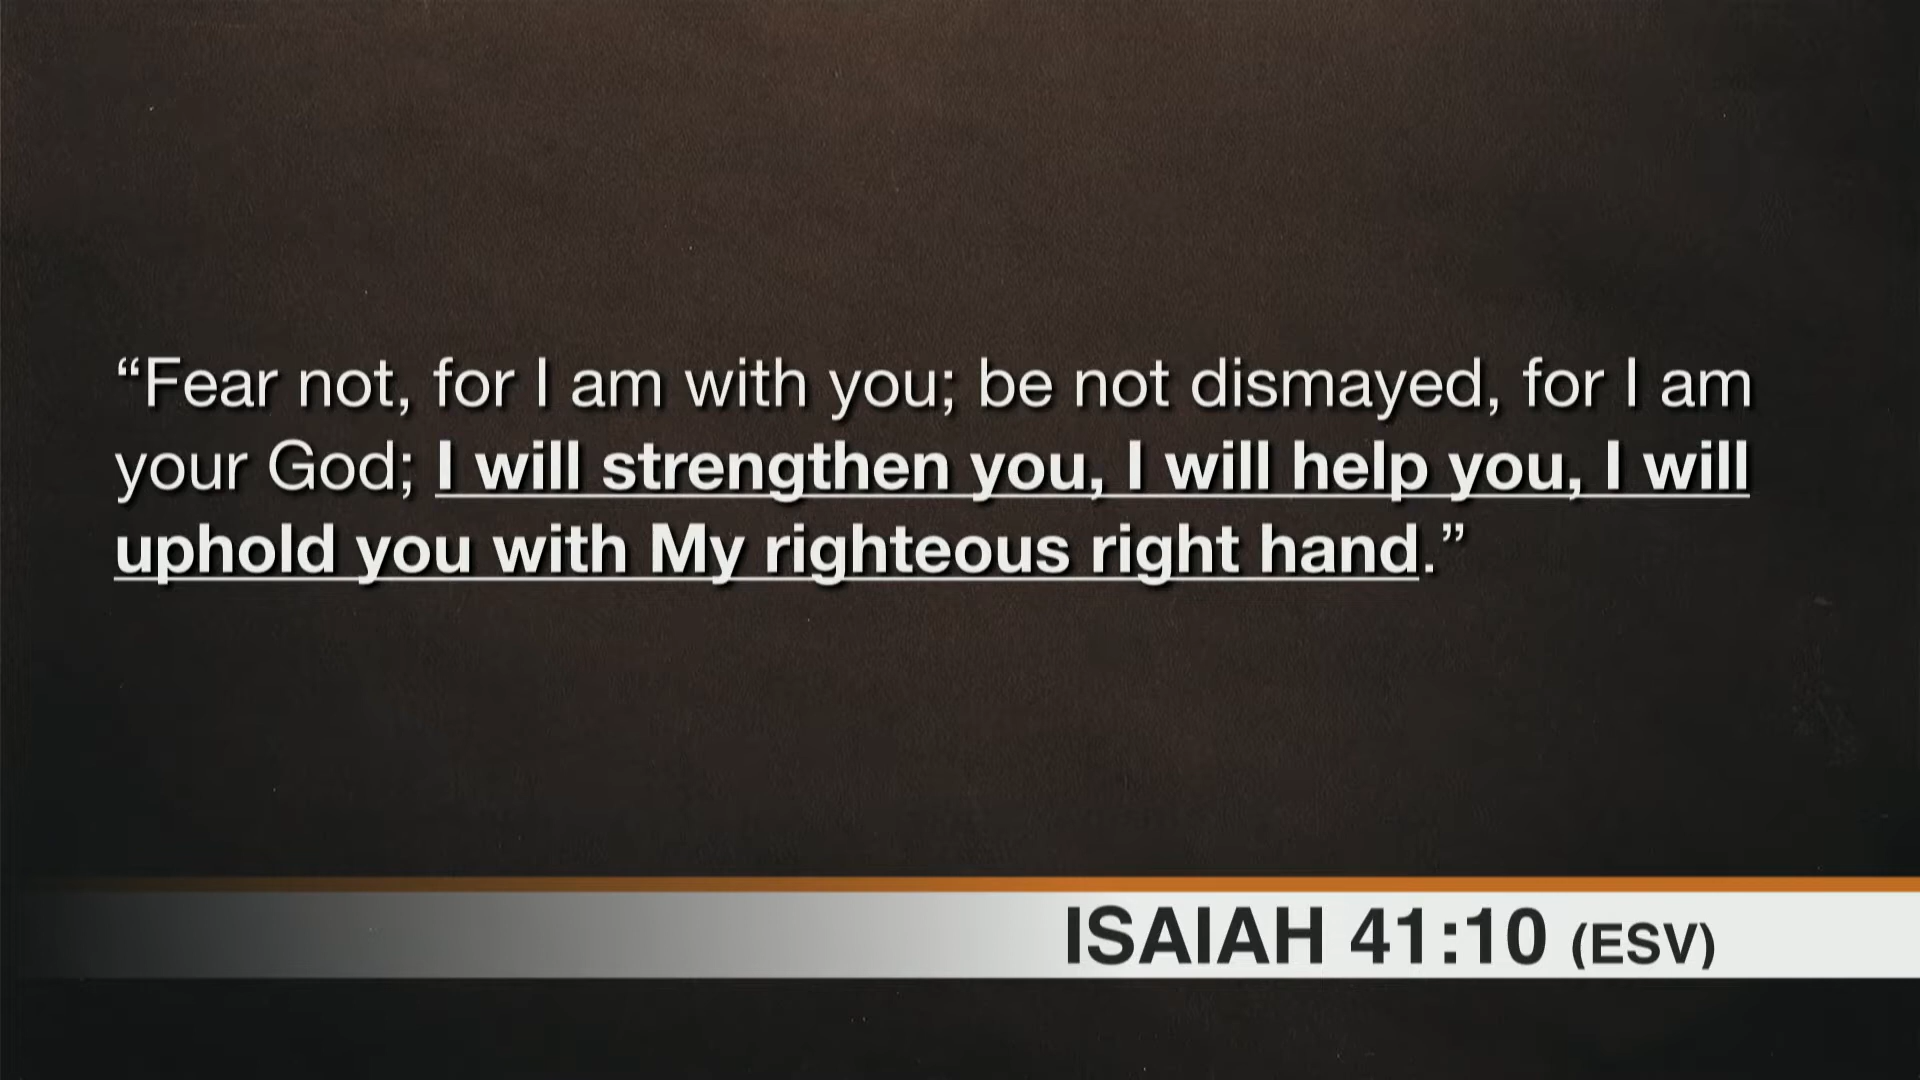 “Fear not, for I am with you; be not dismayed, for I am
your God; I will strengthen you, I will help you, I will
uphold you with My righteous right hand.”
ISAIAH 41:10 (ESV)